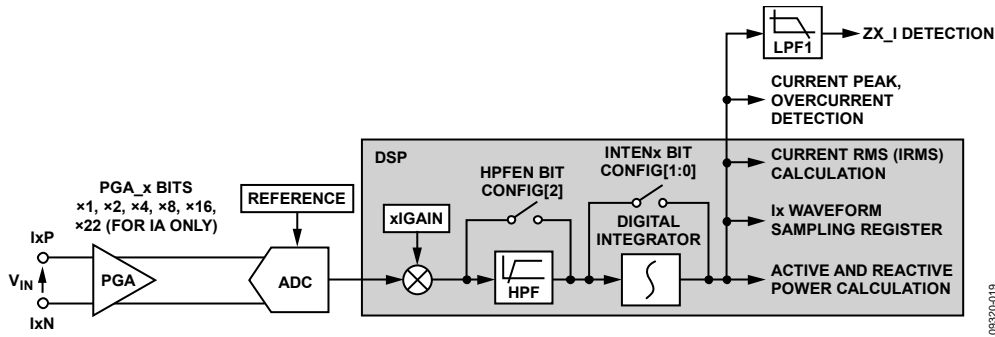 LPF1
ZX_I DETECTION
CURRENT PEAK,
OVERCURRENT
DETECTION
DSP
HPFEN BIT
CONFIG[2]
INTENx BIT
CONFIG[1:0]
CURRENT RMS (IRMS)
CALCULATION
PGA_x BITS
×1, ×2, ×4, ×8, ×16,
×22 (FOR IA ONLY)
REFERENCE
xIGAIN
DIGITAL
INTEGRATOR
Ix WAVEFORM
SAMPLING REGISTER
IxP
VIN
IxN
PGA
ADC
HPF
ACTIVE AND REACTIVE
POWER CALCULATION
09320-019